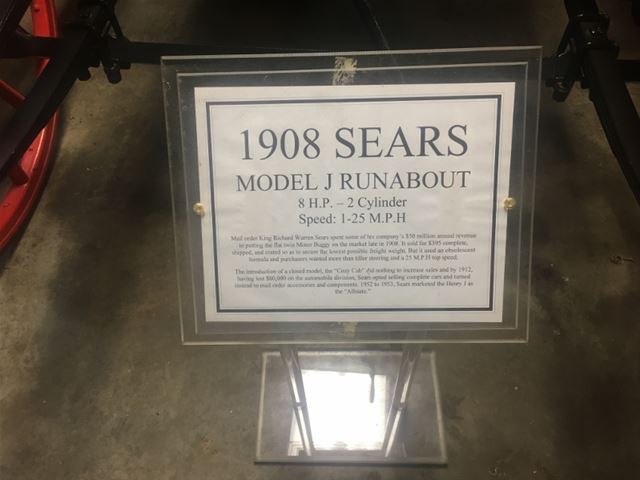 1908 SEARS
MODEL J RUNABOUT
8 H.P. – 2 Cylinder
Speed: 1-25 M.P.H
Mail order King Richard Warren Sears spent some of his company's $50 million annual revenue
to putting the flat twin Motor Buggy on the market late in 1908. It sold for $395 complete,
shipped, and crated so as to secure the lowest possible freight charge. But it used an obsolescent
formula and purchasers wanted more than tiller steering and a 25 M.P.H top speed.
The introduction of a closed model, the "Cozy Cab" did nothing to increase sales and by 1912,
having lost $80,000 on the automobile division, Sears opted selling complete cars and turned
instead to mail order accessories and components. 1952 to 1953, Sears marketed the Henry J as
the "Allstate."